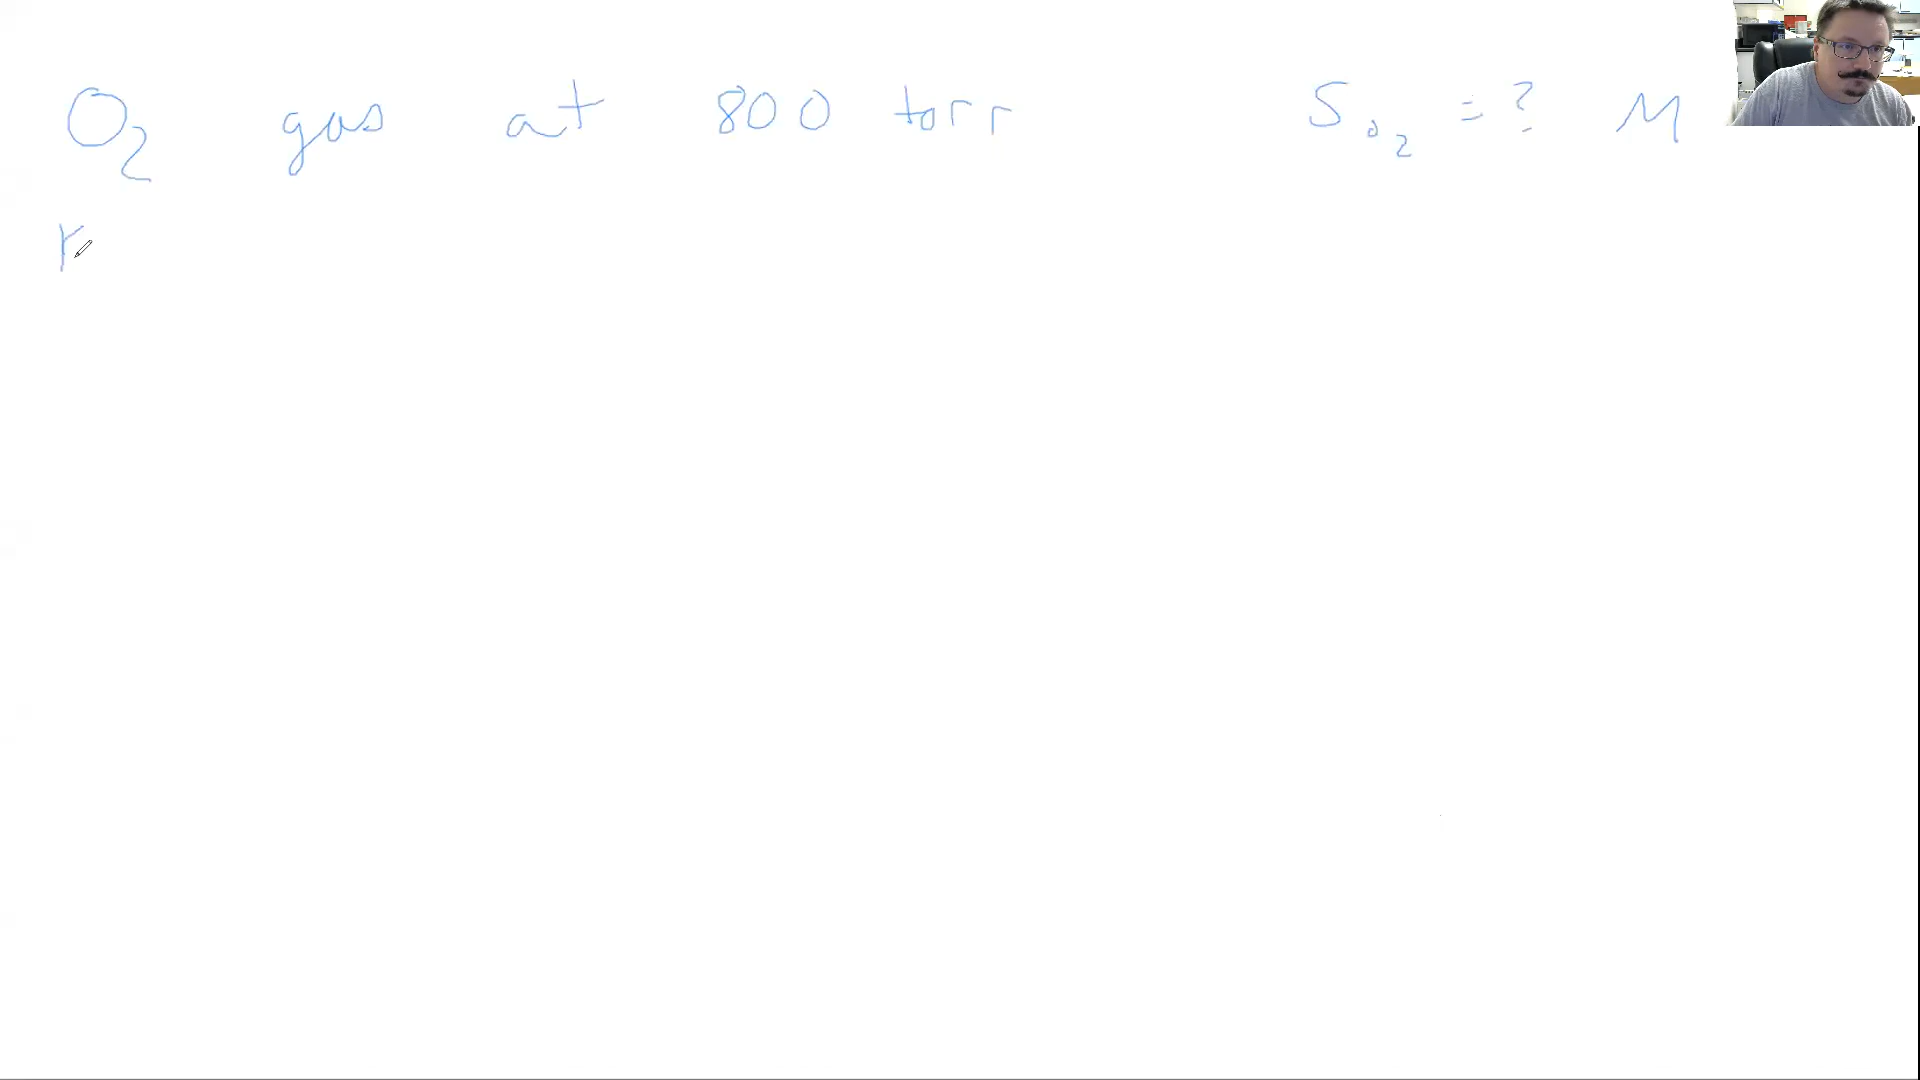 O₂ gas at 800 torr S O₂ = ? M